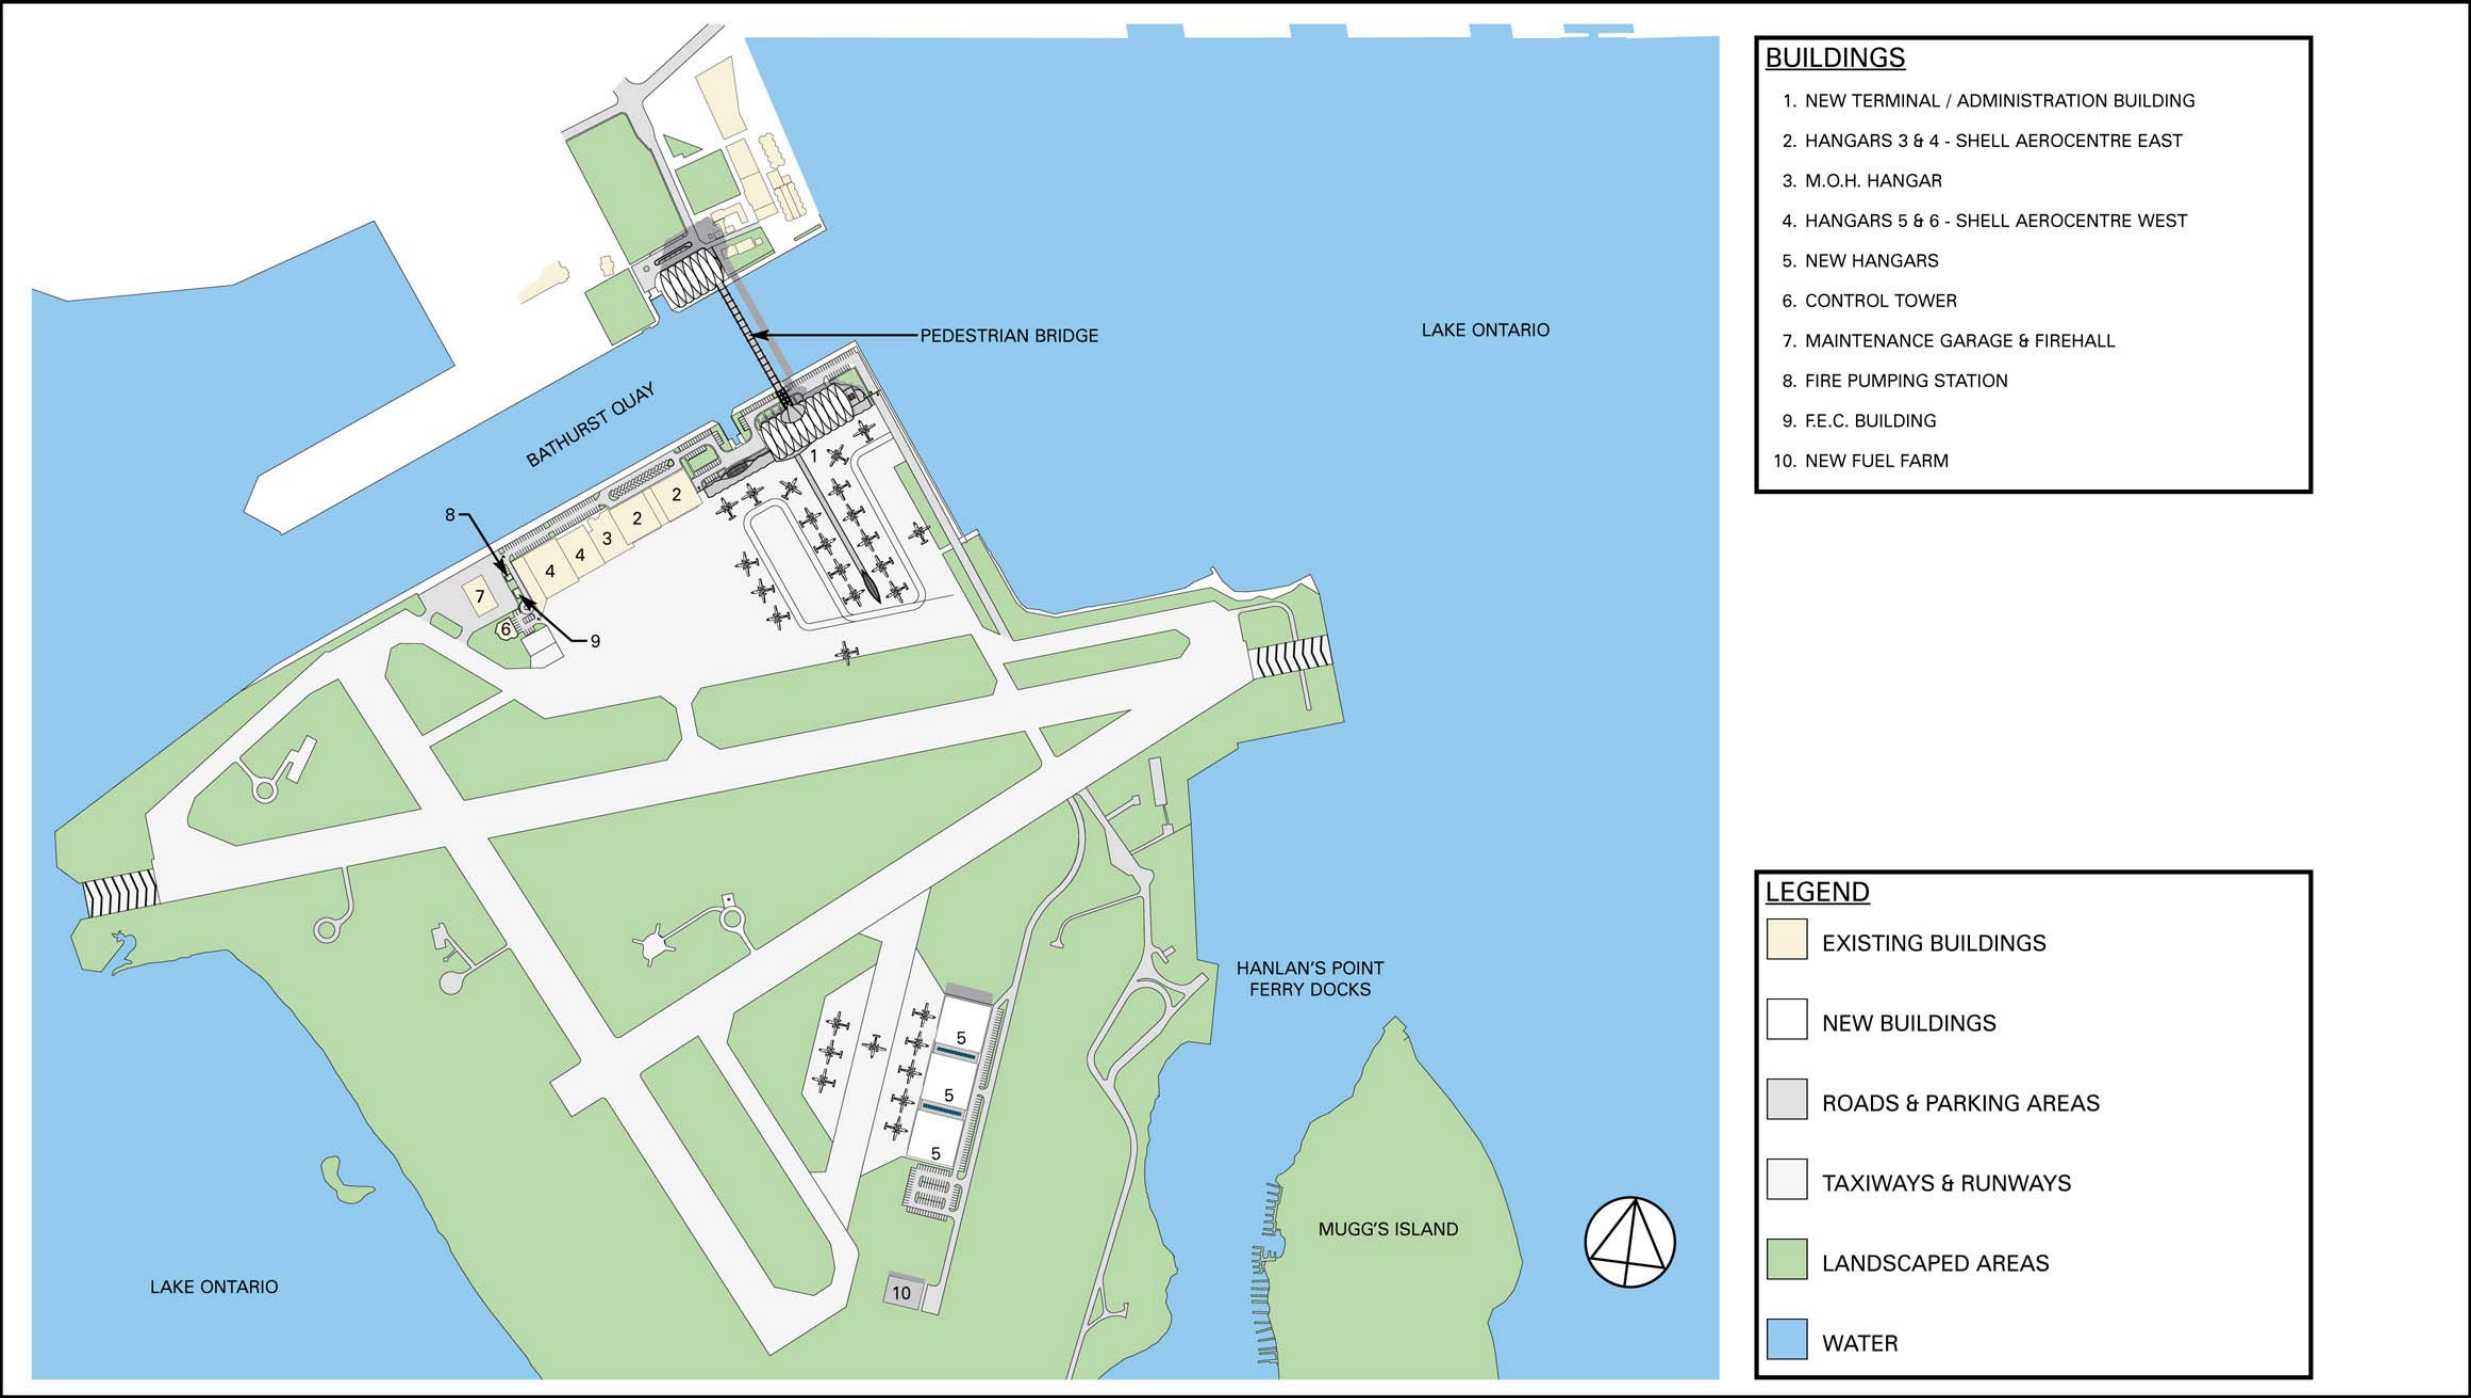 BUILDINGS
1. NEW TERMINAL / ADMINISTRATION BUILDING
2. HANGARS 3 & 4 - SHELL AEROCENTRE EAST
3. M.O.H. HANGAR
4. HANGARS 5 & 6 - SHELL AEROCENTRE WEST
5. NEW HANGARS
6. CONTROL TOWER
7. MAINTENANCE GARAGE & FIREHALL
8. FIRE PUMPING STATION
9. F.E.C. BUILDING
10. NEW FUEL FARM
PEDESTRIAN BRIDGE
LAKE ONTARIO
BATHURST QUAY
1
2
2
3
4
4
8
7
6
9
HANLAN'S POINT
FERRY DOCKS
5
5
5
MUGG'S ISLAND
LAKE ONTARIO
10
LEGEND
EXISTING BUILDINGS
NEW BUILDINGS
ROADS & PARKING AREAS
TAXIWAYS & RUNWAYS
LANDSCAPED AREAS
WATER